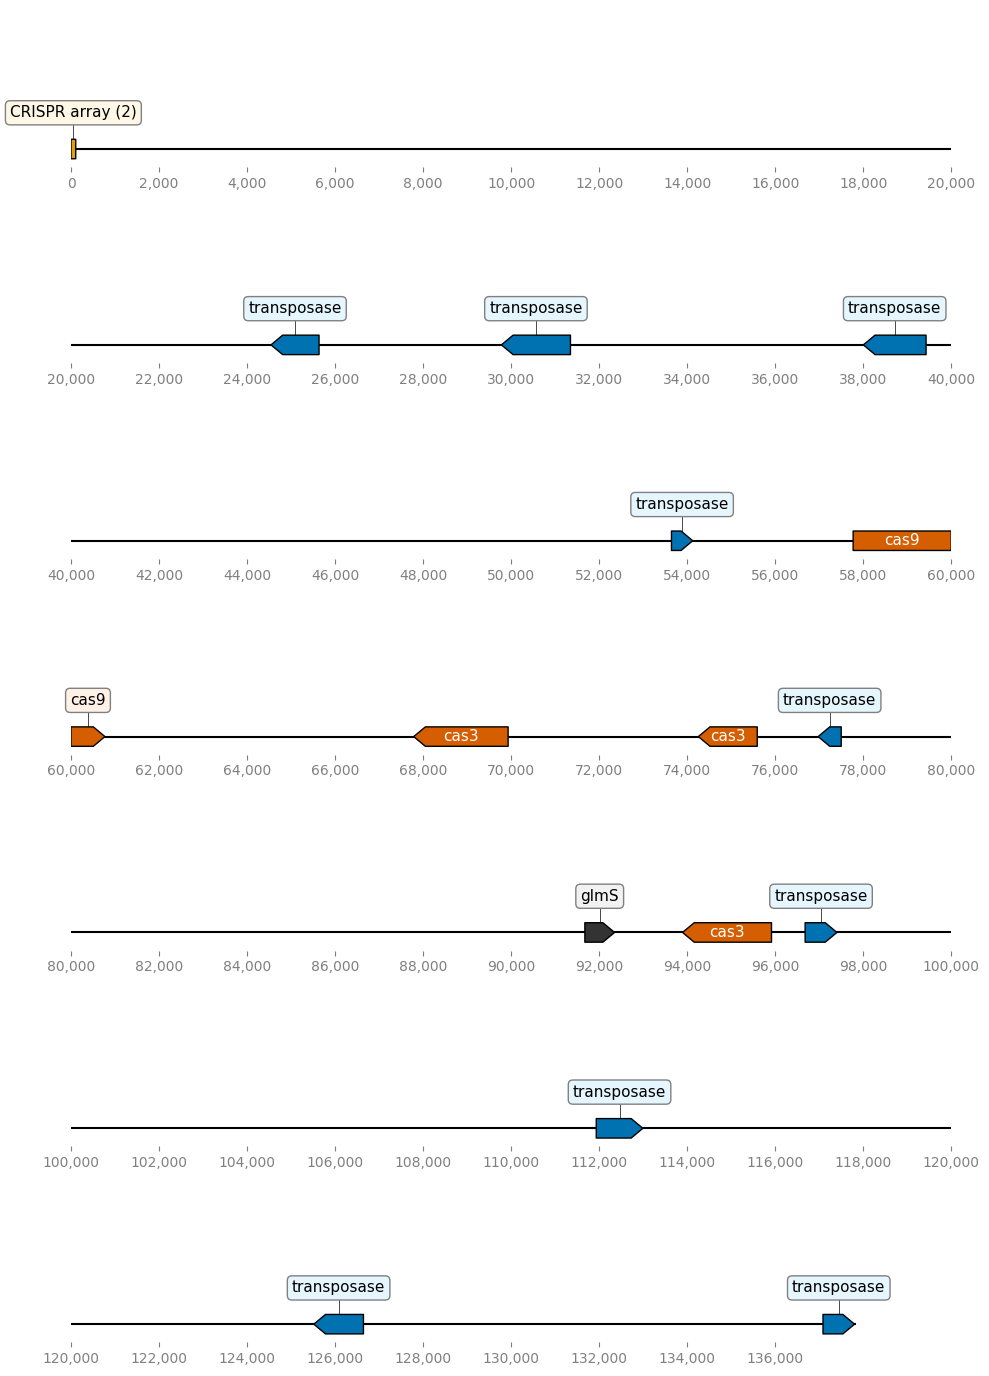 CRISPR array (2)
0 2,000 4,000 6,000 8,000 10,000 12,000 14,000 16,000 18,000 20,000
transposase transposase transposase
20,000 22,000 24,000 26,000 28,000 30,000 32,000 34,000 36,000 38,000 40,000
transposase
cas9
40,000 42,000 44,000 46,000 48,000 50,000 52,000 54,000 56,000 58,000 60,000
cas9 transposase
cas3 cas3
60,000 62,000 64,000 66,000 68,000 70,000 72,000 74,000 76,000 78,000 80,000
glmS transposase
cas3
80,000 82,000 84,000 86,000 88,000 90,000 92,000 94,000 96,000 98,000 100,000
transposase
100,000 102,000 104,000 106,000 108,000 110,000 112,000 114,000 116,000 118,000 120,000
transposase transposase
120,000 122,000 124,000 126,000 128,000 130,000 132,000 134,000 136,000